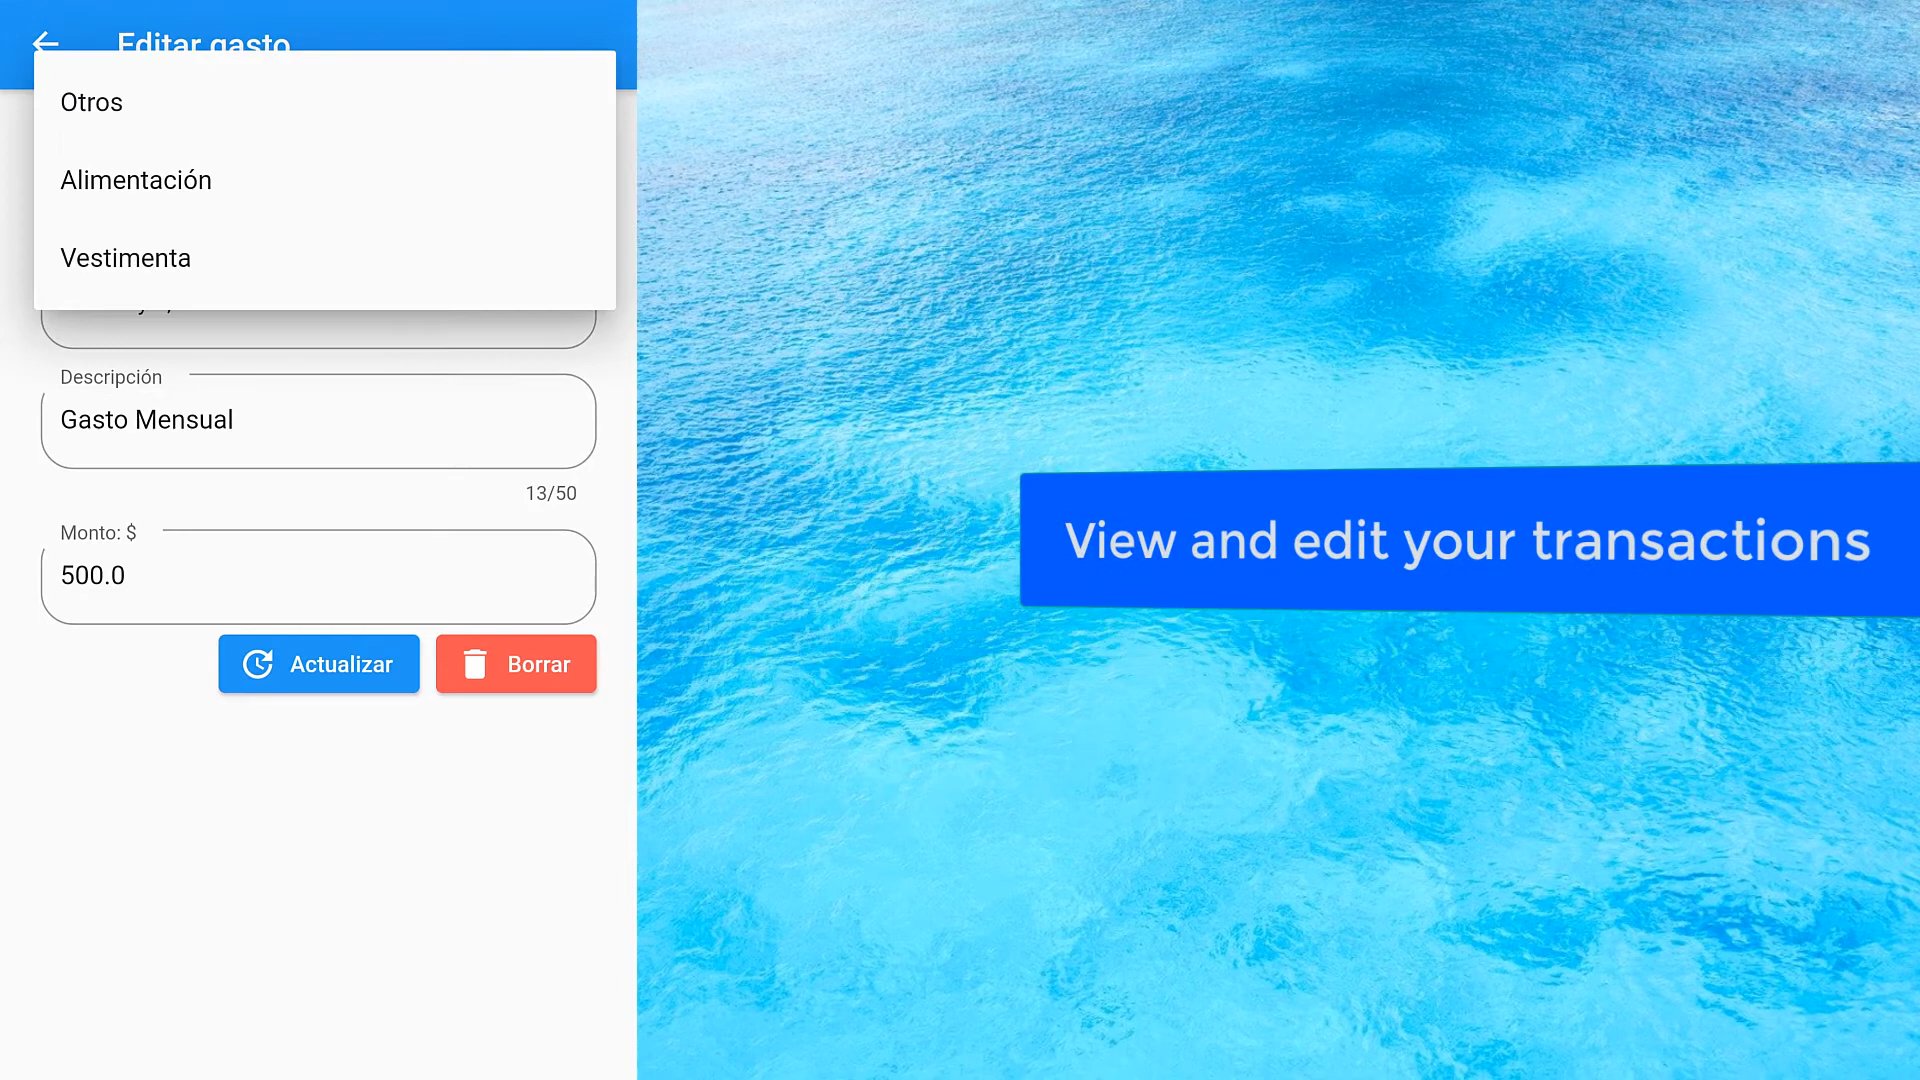 Editar gasto
Otros
Alimentación
Vestimenta
Descripción
Gasto Mensual
13/50
Monto: $
500.0
Actualizar
Borrar
View and edit your transactions